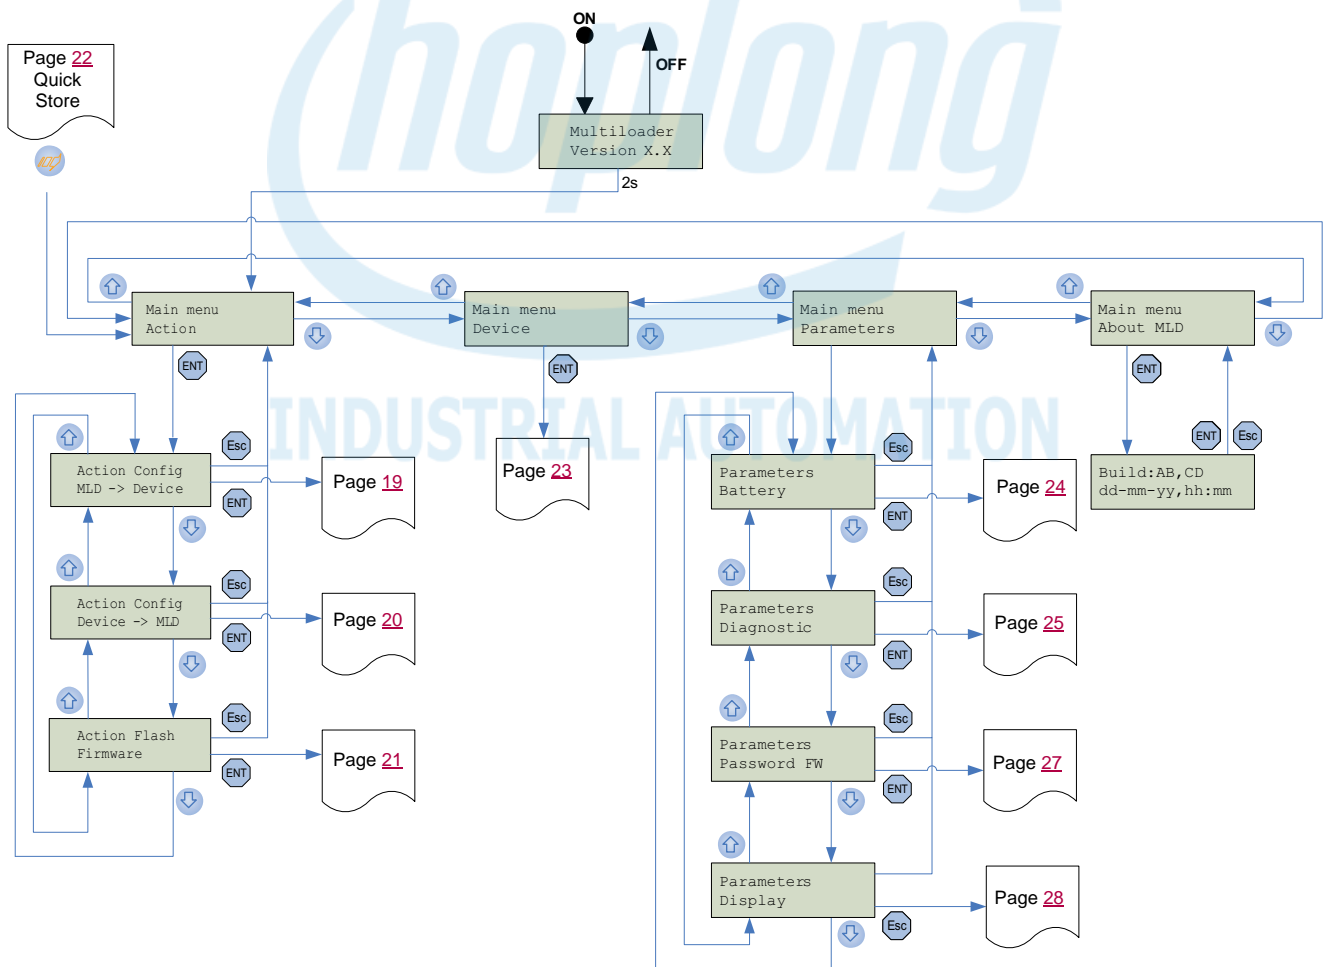 ON
OFF
Page 22
Quick
Store
Multiloader
Version X.X
2s
hoplong
Main menu
Action
Main menu
Device
Main menu
Parameters
Main menu
About MLD
ENT
ENT
ENT
INDUSTRIAL AUTOMATION
Action Config
MLD -> Device
Esc
ENT
Page 19
Page 23
Parameters
Battery
Esc
ENT
Page 24
ENT
Esc
Build:AB,CD
dd-mm-yy,hh:mm
Action Config
Device -> MLD
Esc
ENT
Page 20
Parameters
Diagnostic
Esc
ENT
Page 25
Action Flash
Firmware
Esc
ENT
Page 21
Parameters
Password FW
Esc
ENT
Page 27
Parameters
Display
Esc
Page 28